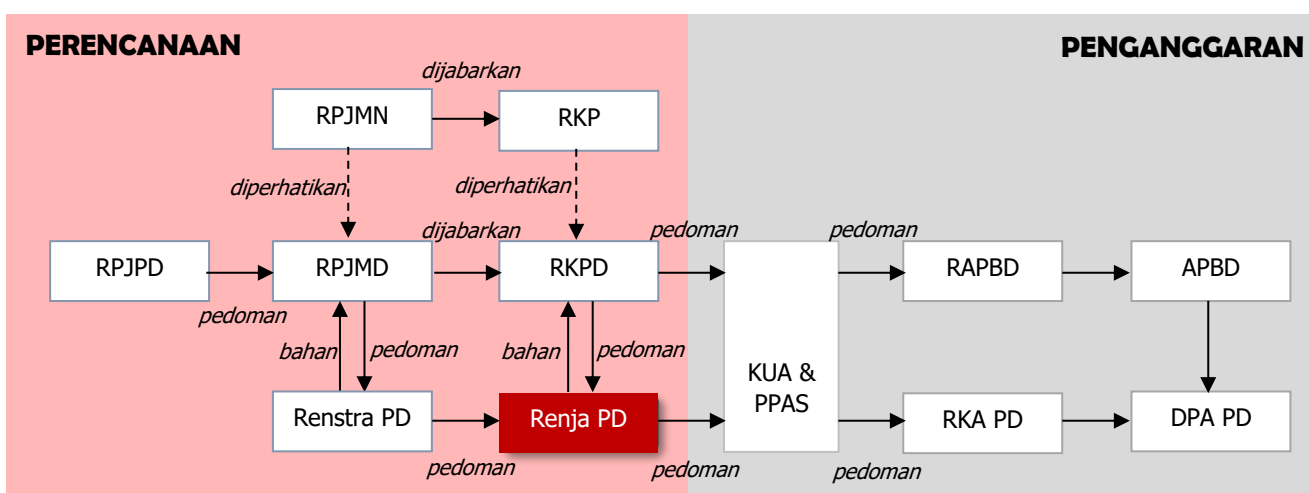 PERENCANAAN
PENGANGGARAN
dijabarkan
RPJMN
RKP
diperhatikan
diperhatikan
dijabarkan
pedoman
pedoman
RPJPD
RPJMD
RKPD
RAPBD
APBD
pedoman
bahan
pedoman
bahan
pedoman
KUA &
PPAS
Renstra PD
Renja PD
RKA PD
DPA PD
pedoman
pedoman
pedoman